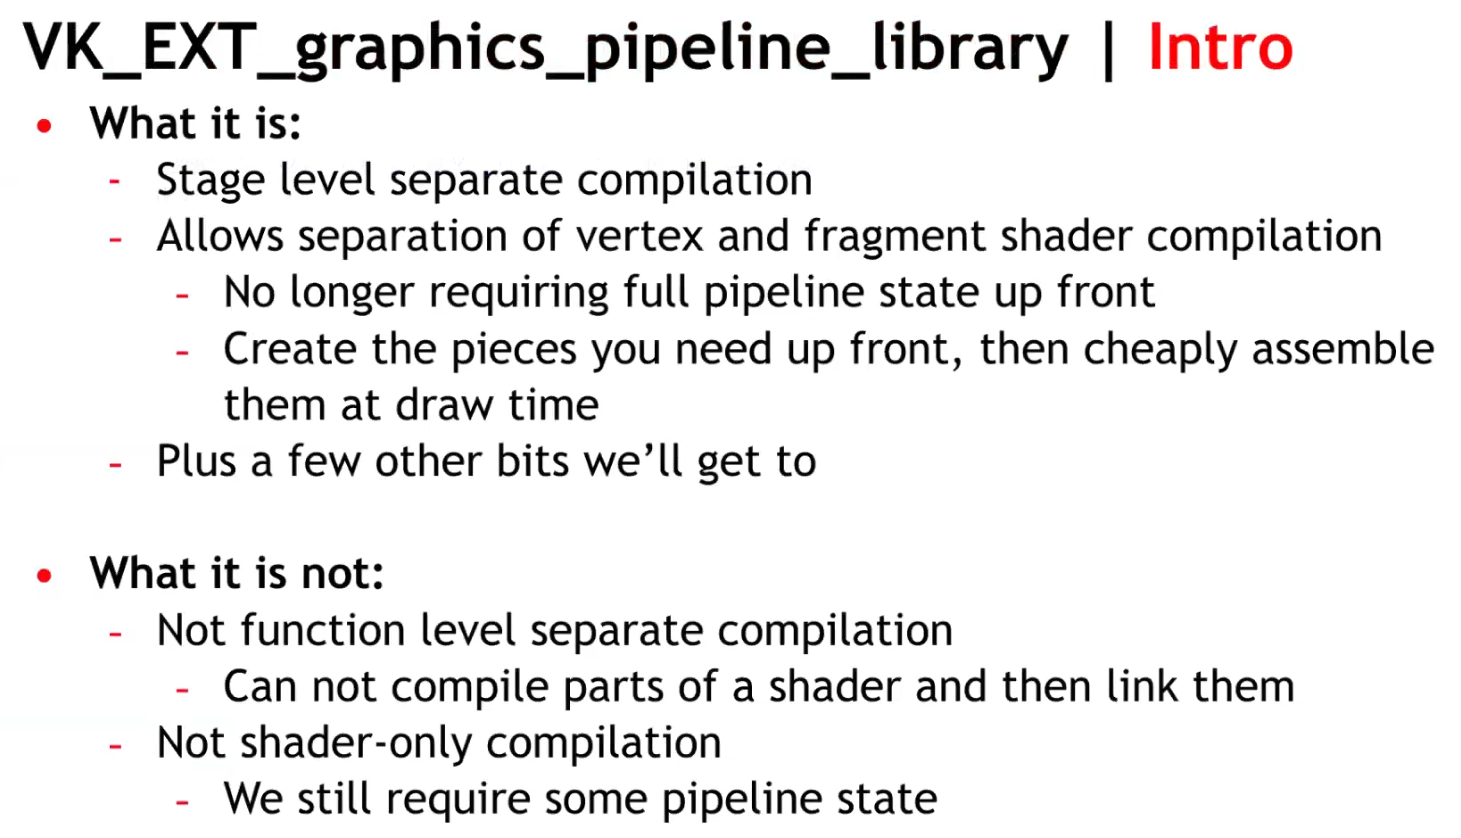 VK_EXT_graphics_pipeline_library | Intro
• What it is:
- Stage level separate compilation
- Allows separation of vertex and fragment shader compilation
- No longer requiring full pipeline state up front
- Create the pieces you need up front, then cheaply assemble
them at draw time
- Plus a few other bits we’ll get to
• What it is not:
- Not function level separate compilation
- Can not compile parts of a shader and then link them
- Not shader-only compilation
- We still require some pipeline state